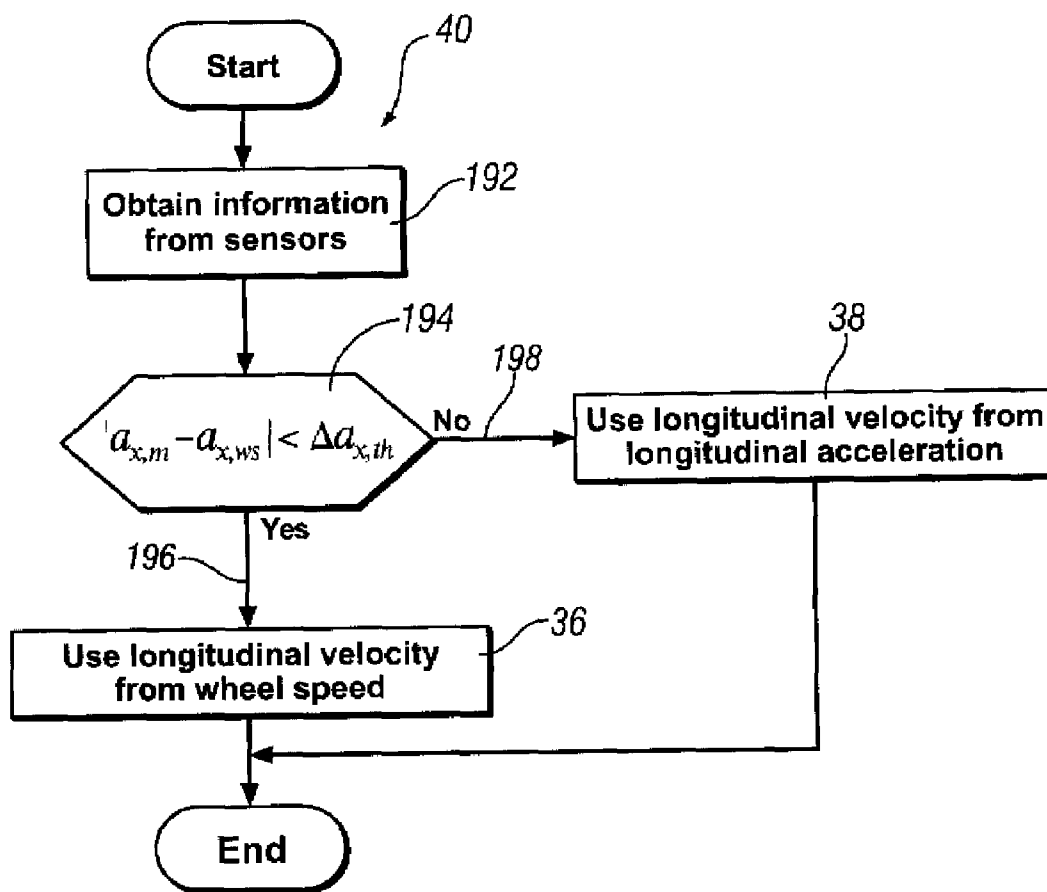 40
Start
192
Obtain information
from sensors
194
|a_{x,m} - a_{x,ws}| < Δa_{x,th}
No
198
38
Use longitudinal velocity from
longitudinal acceleration
Yes
196
36
Use longitudinal velocity
from wheel speed
End